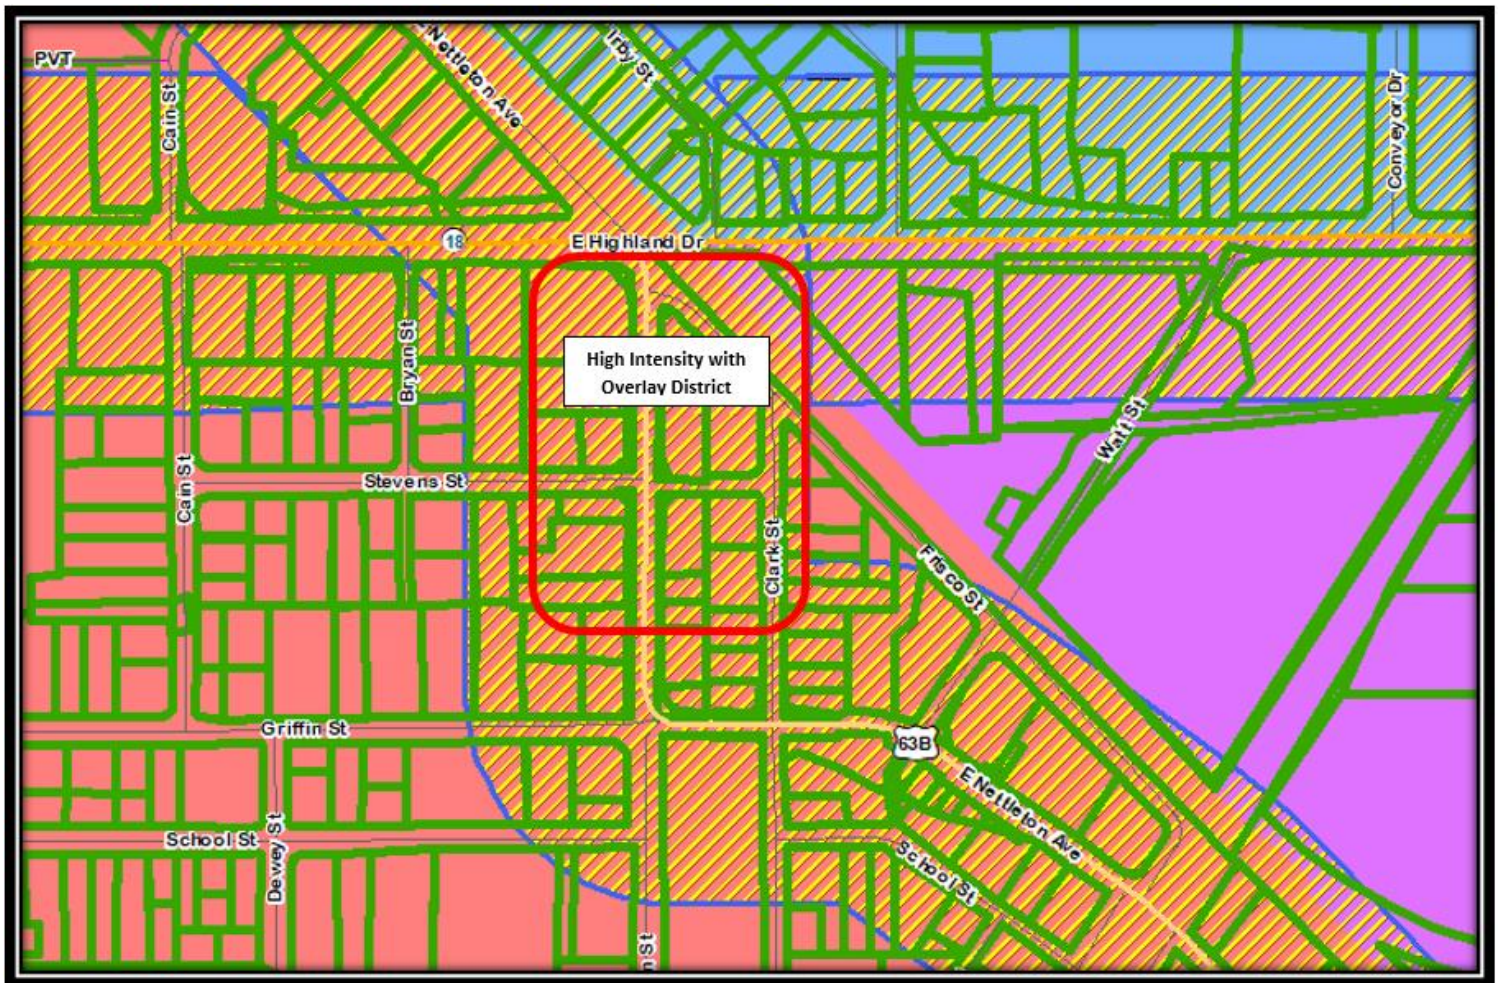 PVT
Cain St
E Nettleton Ave
Irby St
Conveyor Dr
18
E Highland Dr
Bryan St
High Intensity with
Overlay District
Watt St
Cain St
Stevens St
Clark St
Frisco St
Griffin St
63B
E Nettleton Ave
School St
Dewey St
School St
n St